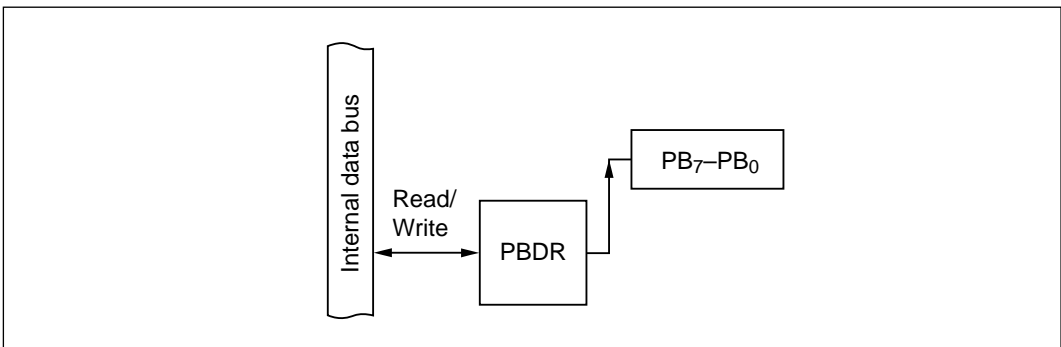 Internal data bus
Read/
Write
PBDR
PB₇–PB₀